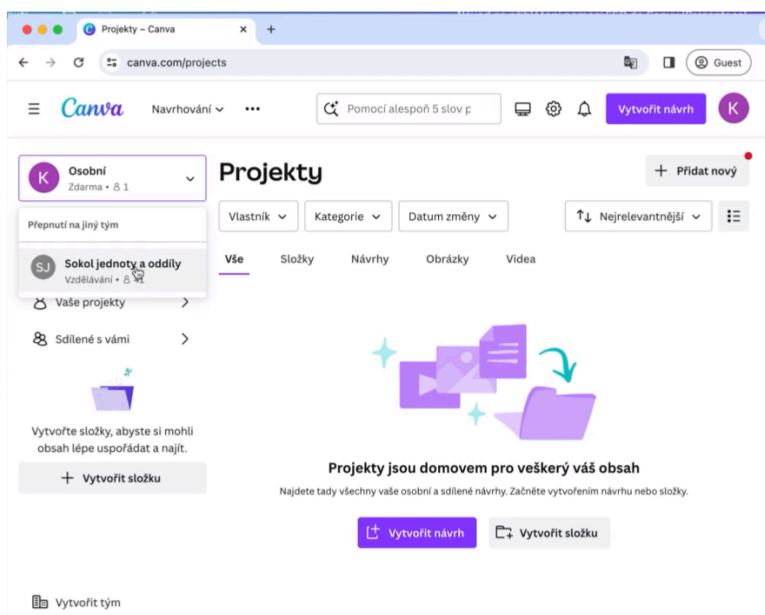 Projekty – Canva
canva.com/projects
Guest
Canva
Navrhování
Pomocí alespoň 5 slov p
Vytvořit návrh
K
K
Osobní
Zdarma • 1
Přepnutí na jiný tým
SJ
Sokol jednoty a oddíly
Vzdělávání •
Vaše projekty
Sdílené s vámi
Vytvořte složky, abyste si mohli
obsah lépe uspořádat a najít.
+ Vytvořit složku
Vytvořit tým
Projekty
+ Přidat nový
Vlastník
Kategorie
Datum změny
Nejrelevantnější
Vše
Složky
Návrhy
Obrázky
Videa
Projekty jsou domovem pro veškerý váš obsah
Najdete tady všechny vaše osobní a sdílené návrhy. Začněte vytvořením návrhu nebo složky.
Vytvořit návrh
Vytvořit složku